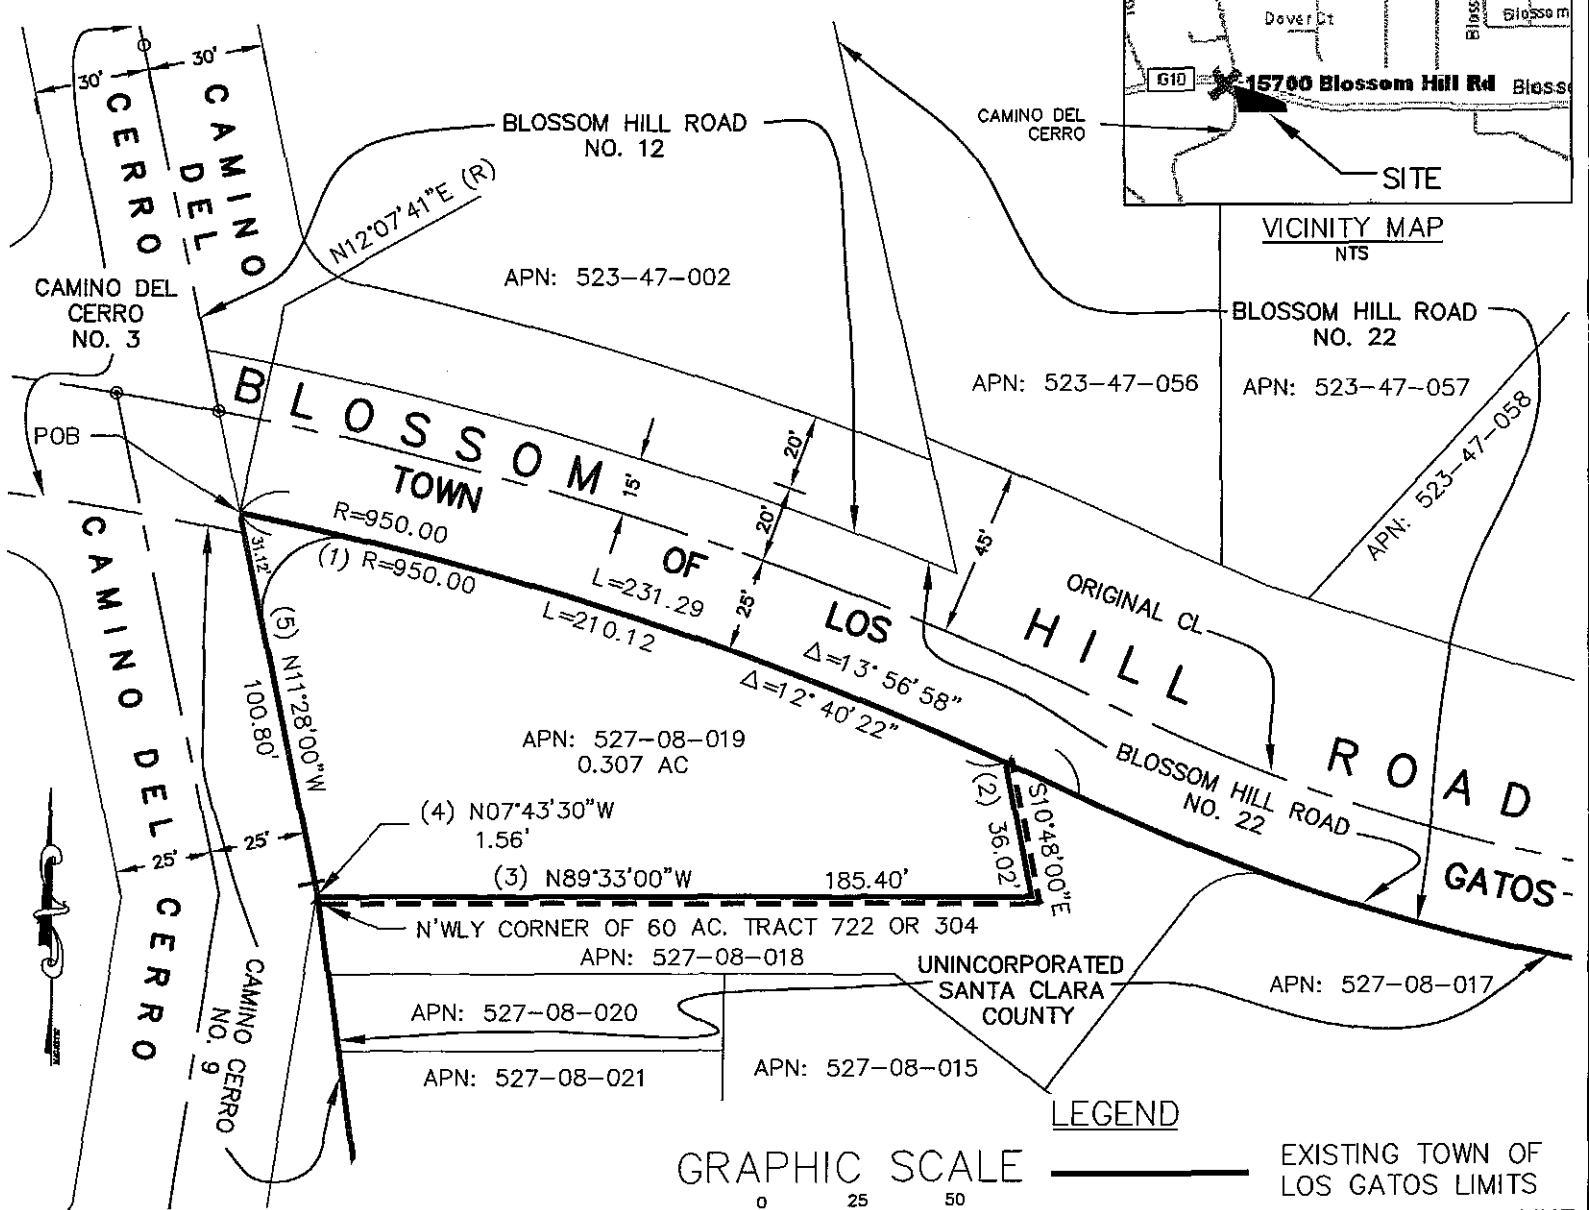 30'
30'
CAMINO
DEL
CERRO
BLOSSOM HILL ROAD
NO. 12
N12°07'41"E (R)
APN: 523-47-002
CAMINO DEL
CERRO
NO. 3
POB
Dover Ct
Blossom
G10
15700 Blossom Hill Rd
CAMINO DEL
CERRO
SITE
VICINITY MAP
NTS
BLOSSOM HILL ROAD
NO. 22
APN: 523-47-056
APN: 523-47-057
APN: 523-47-058
BLOSSOM
HILL
ROAD
TOWN
OF
LOS
GATOS
15'
20'
20'
25'
45'
ORIGINAL CL
R=950.00
(1) R=950.00
L=231.29
L=210.12
Δ=13°56'58"
Δ=12°40'22"
31.12'
(5) N11°28'00"W
100.80'
APN: 527-08-019
0.307 AC
(4) N07°43'30"W
1.56'
(3) N89°33'00"W
185.40'
(2) 36.02'
S10°48'00"E
BLOSSOM HILL ROAD
NO. 22
N'WLY CORNER OF 60 AC. TRACT 722 OR 304
APN: 527-08-018
UNINCORPORATED
SANTA CLARA
COUNTY
APN: 527-08-017
APN: 527-08-020
APN: 527-08-021
APN: 527-08-015
CAMINO DEL CERRO
25'
25'
CAMINO CERRO
NO. 9
LEGEND
GRAPHIC SCALE
0 25 50
EXISTING TOWN OF
LOS GATOS LIMITS